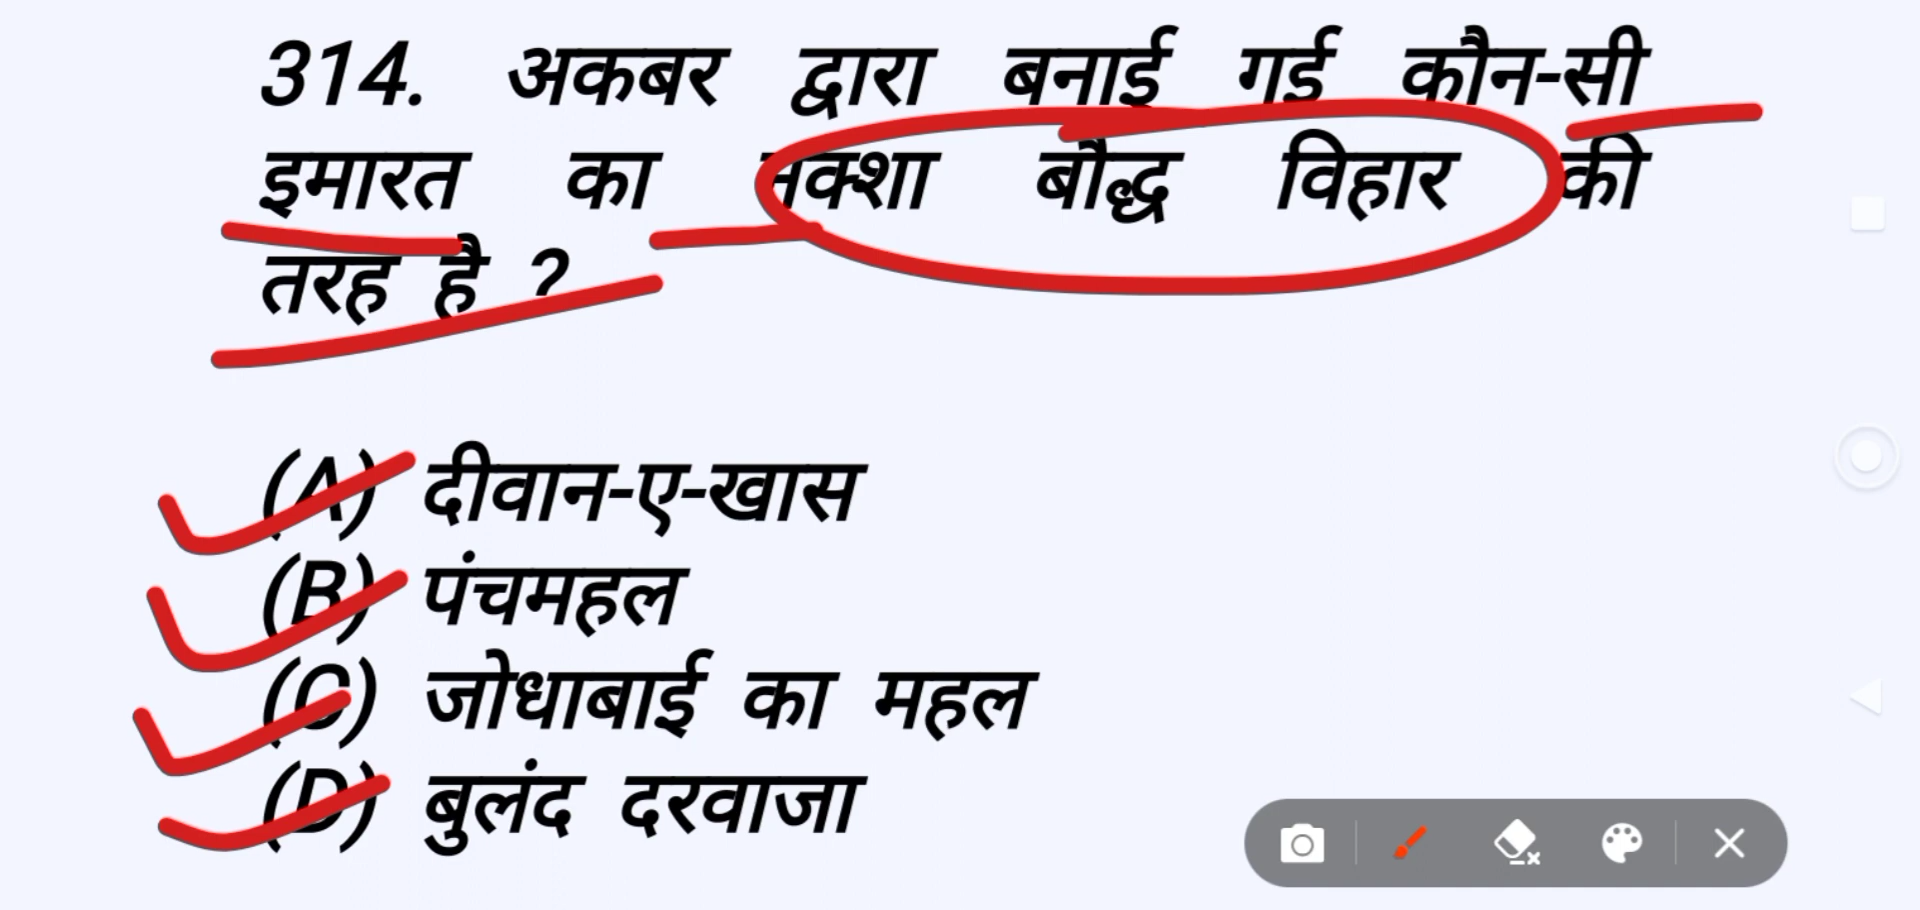 314. अकबर द्वारा बनाई गई कौन-सी
इमारत का नक्शा बौद्ध विहार की
तरह है ?
(A) दीवान-ए-खास
(B) पंचमहल
(C) जोधाबाई का महल
(D) बुलंद दरवाजा